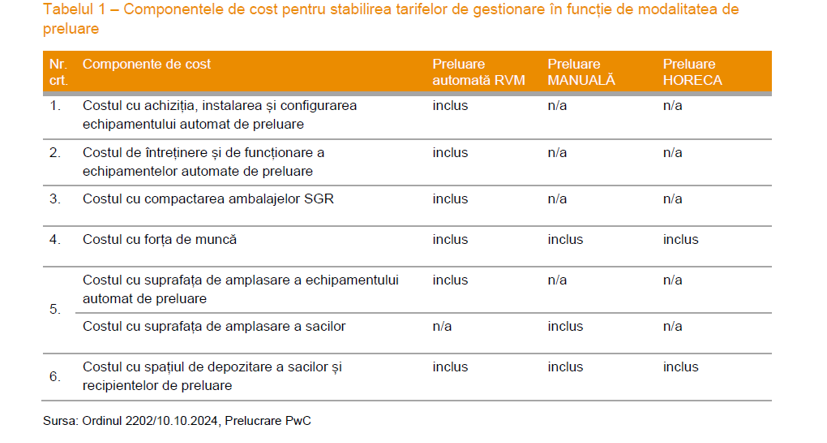 Tabelul 1 – Componentele de cost pentru stabilirea tarifelor de gestionare în funcție de modalitatea de
preluare
Nr. Componente de cost Preluare Preluare Preluare
crt. automată RVM MANUALĂ HORECA
1. Costul cu achiziția, instalarea și configurarea inclus n/a n/a
echipamentului automat de preluare
2. Costul de întreținere și de funcționare a inclus n/a n/a
echipamentelor automate de preluare
3. Costul cu compactarea ambalajelor SGR inclus n/a n/a
4. Costul cu forța de muncă inclus inclus inclus
5. Costul cu suprafața de amplasare a echipamentului inclus n/a n/a
automat de preluare
Costul cu suprafața de amplasare a sacilor n/a inclus n/a
6. Costul cu spațiul de depozitare a sacilor și inclus inclus inclus
recipientelor de preluare
Sursa: Ordinul 2202/10.10.2024, Prelucrare PwC